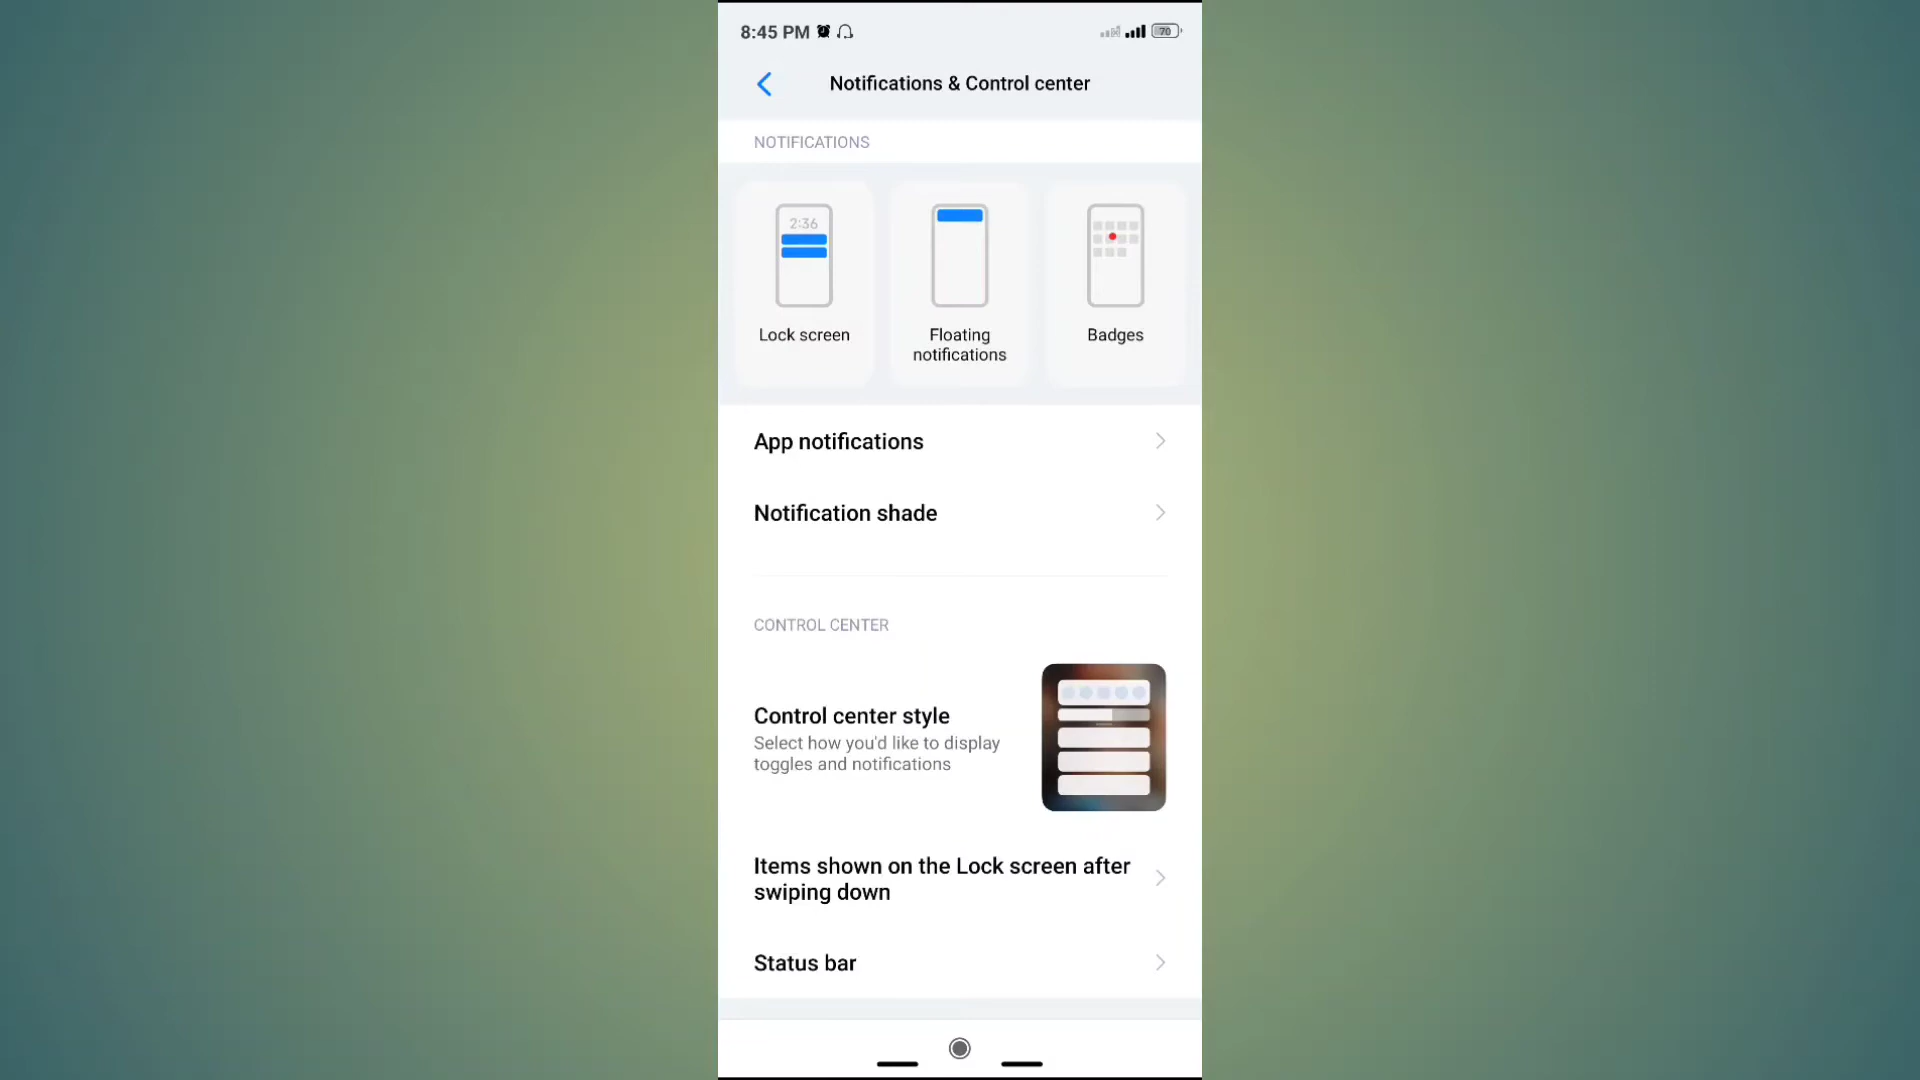 8:45 PM
70
Notifications & Control center
NOTIFICATIONS
2:36
Lock screen
Floating
notifications
Badges
App notifications
Notification shade
CONTROL CENTER
Control center style
Select how you'd like to display
toggles and notifications
Items shown on the Lock screen after
swiping down
Status bar